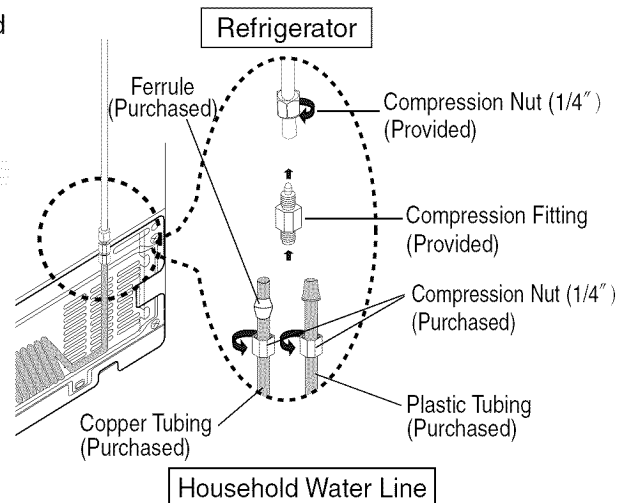 Refrigerator
Ferrule
(Purchased)
Compression Nut (1/4″)
(Provided)
Compression Fitting
(Provided)
Compression Nut (1/4″)
(Purchased)
Copper Tubing
(Purchased)
Plastic Tubing
(Purchased)
Household Water Line